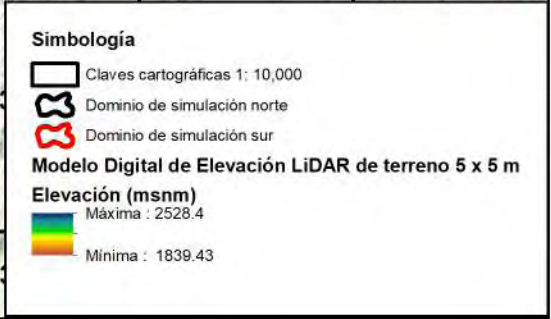 Simbología
Claves cartográficas 1: 10,000
Dominio de simulación norte
Dominio de simulación sur
Modelo Digital de Elevación LiDAR de terreno 5 x 5 m
Elevación (msnm)
Máxima : 2528.4
Mínima : 1839.43